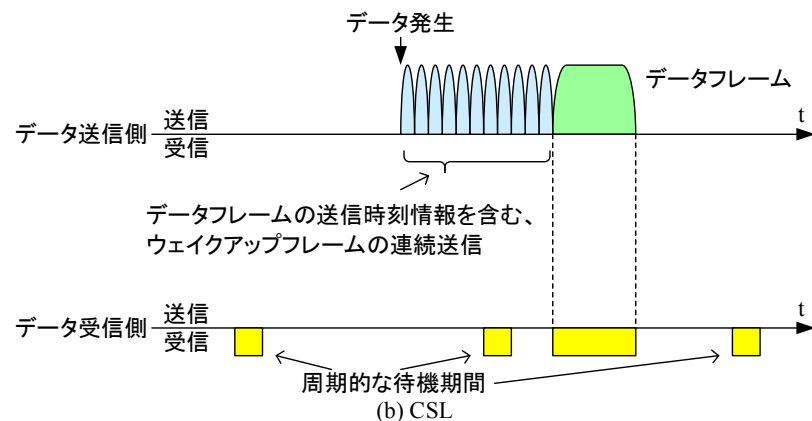 データ発生
データフレーム
データ送信側
送信
受信
t
データフレームの送信時刻情報を含む、
ウェイクアップフレームの連続送信
データ受信側
送信
受信
t
周期的な待機期間
(b) CSL